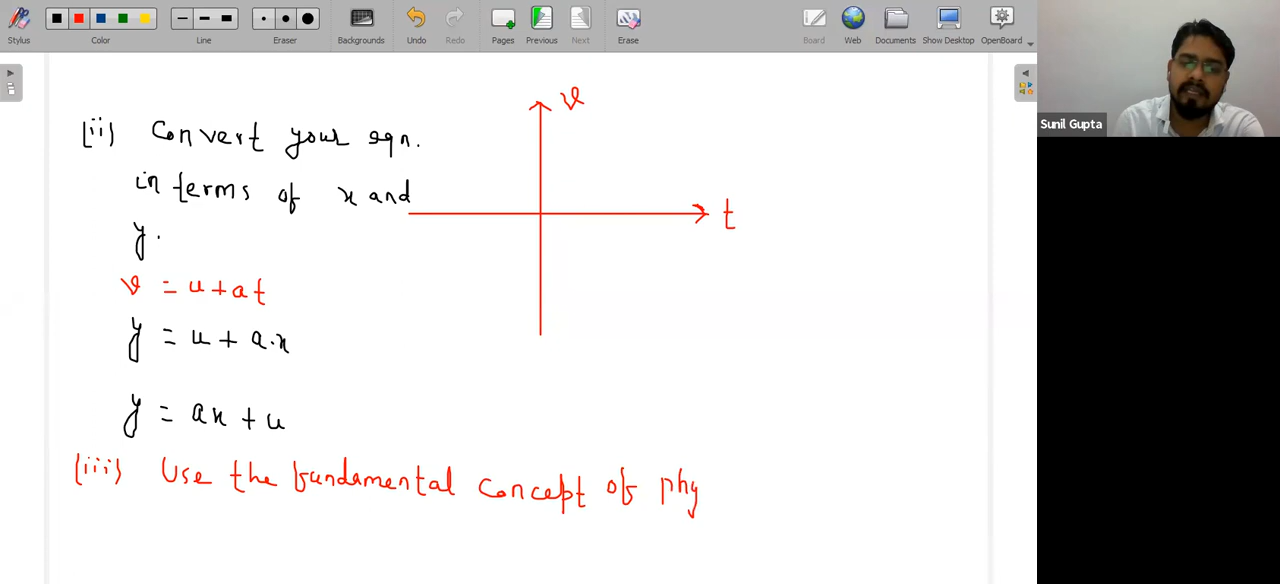 Stylus
Color
Line
Eraser
Backgrounds
Undo
Redo
Pages
Previous
Next
Erase
Board
Web
Documents
Show Desktop
OpenBoard
Sunil Gupta
v
t
(ii) Convert your eqn.
in terms of x and
y.
v = u + at
y = u + a.x
y = ax + u
(iii) Use the fundamental concept of phy